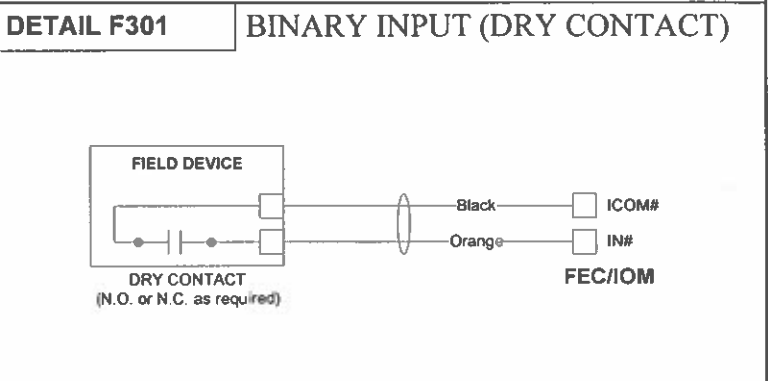 DETAIL F301
BINARY INPUT (DRY CONTACT)
FIELD DEVICE
Black
ICOM#
Orange
IN#
FEC/IOM
DRY CONTACT
(N.O. or N.C. as required)